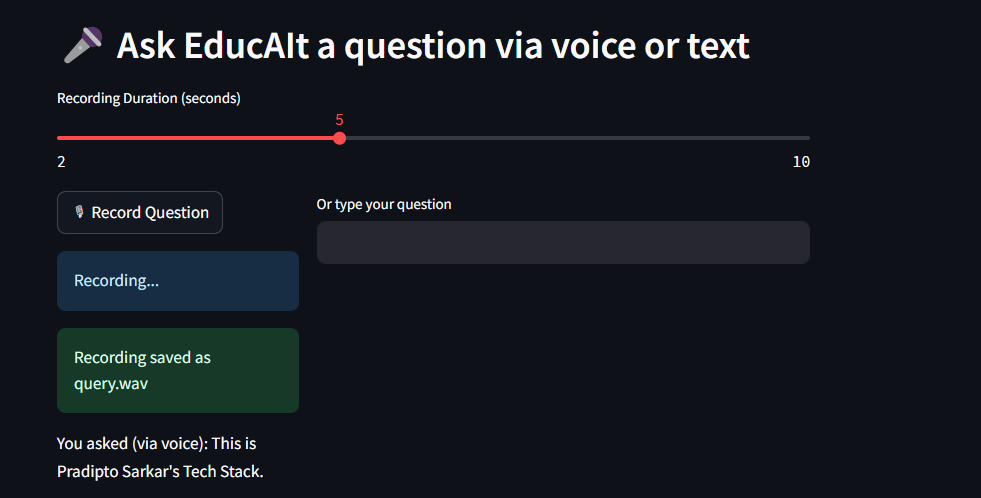 Ask EducAIt a question via voice or text
Recording Duration (seconds)
5
2
10
Record Question
Or type your question
Recording...
Recording saved as
query.wav
You asked (via voice): This is
Pradipto Sarkar's Tech Stack.